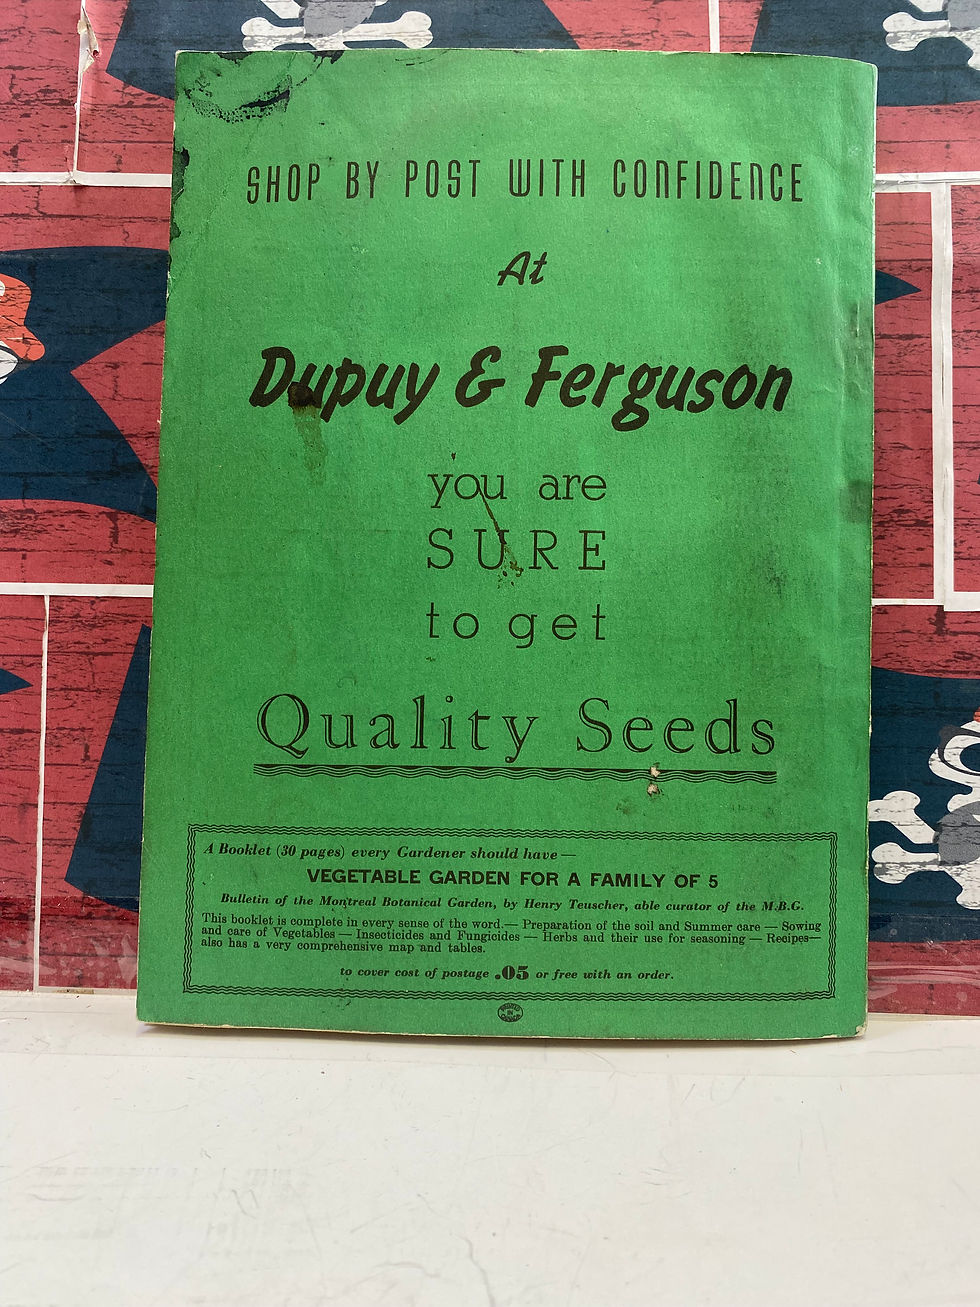 SHOP BY POST WITH CONFIDENCE
At
Dupuy & Ferguson
you are
SURE
to get
Quality Seeds
A Booklet (30 pages) every Gardener should have —
VEGETABLE GARDEN FOR A FAMILY OF 5
Bulletin of the Montreal Botanical Garden, by Henry Teuscher, able curator of the M.B.G.
This booklet is complete in every sense of the word.— Preparation of the soil and Summer care — Sowing
and care of Vegetables — Insecticides and Fungicides — Herbs and their use for seasoning — Recipes—
also has a very comprehensive map and tables.
to cover cost of postage .05 or free with an order.
PRINTED
IN
CANADA